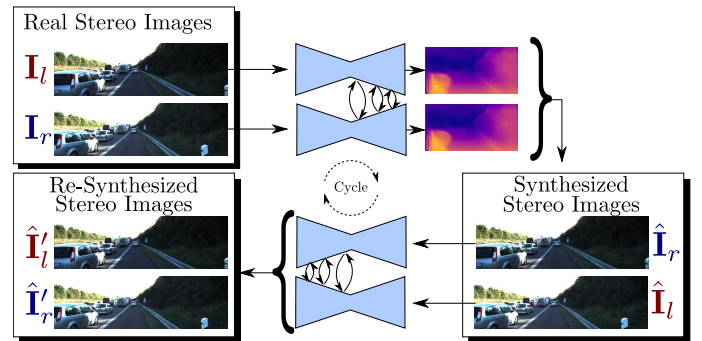 Real Stereo Images
I_l
I_r
Cycle
Re-Synthesized
Stereo Images
Î′_l
Î′_r
Synthesized
Stereo Images
Î_r
Î_l